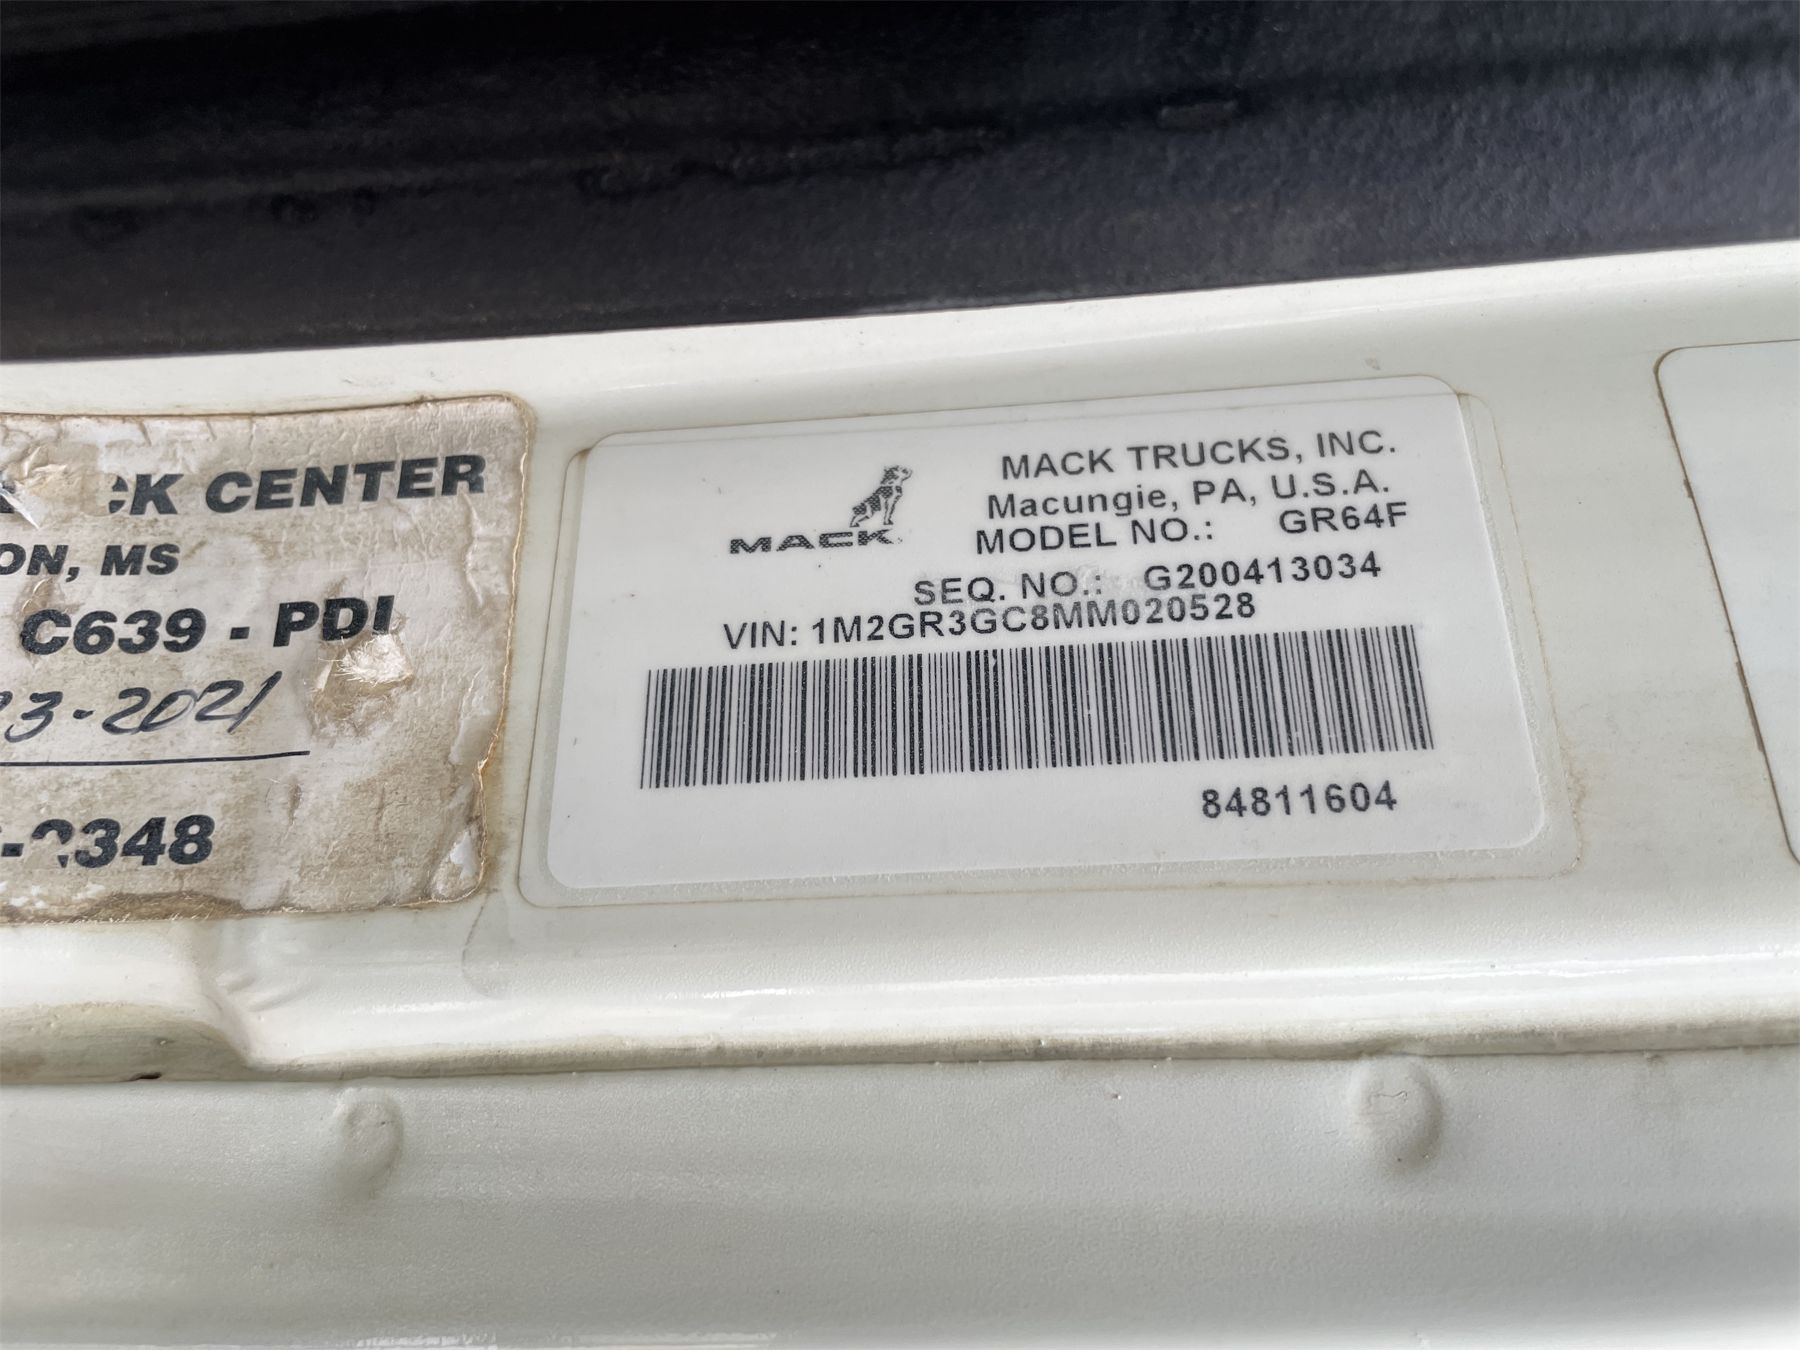 CK CENTER
ON, MS
C639 - PDI
3-2021
2348
MACK
MACK TRUCKS, INC.
Macungie, PA, U.S.A.
MODEL NO.: GR64F
SEQ. NO.: G200413034
VIN: 1M2GR3GC8MM020528
84811604